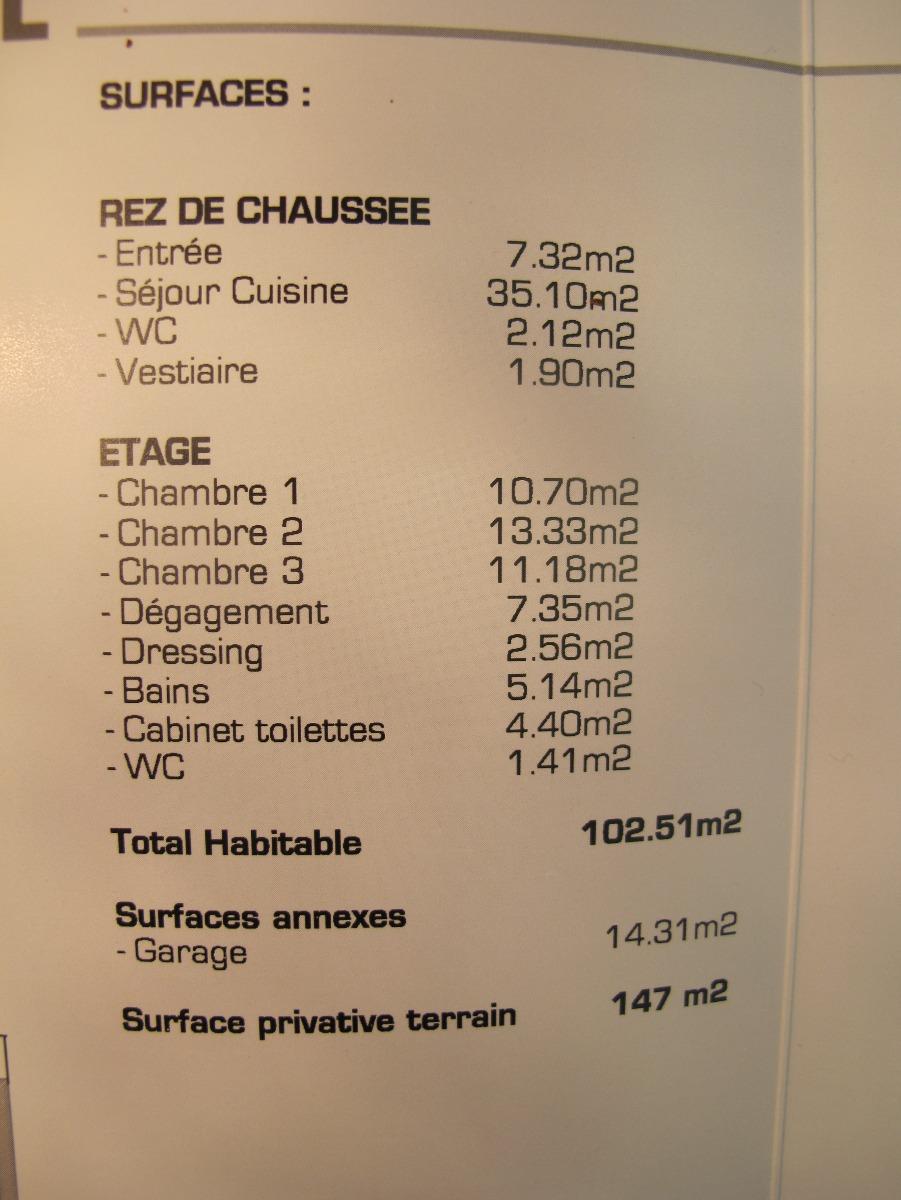 SURFACES :
REZ DE CHAUSSEE
- Entrée 7.32m2
- Séjour Cuisine 35.10m2
- WC 2.12m2
- Vestiaire 1.90m2
ETAGE
- Chambre 1 10.70m2
- Chambre 2 13.33m2
- Chambre 3 11.18m2
- Dégagement 7.35m2
- Dressing 2.56m2
- Bains 5.14m2
- Cabinet toilettes 4.40m2
- WC 1.41m2
Total Habitable 102.51m2
Surfaces annexes
- Garage 14.31m2
Surface privative terrain 147 m2